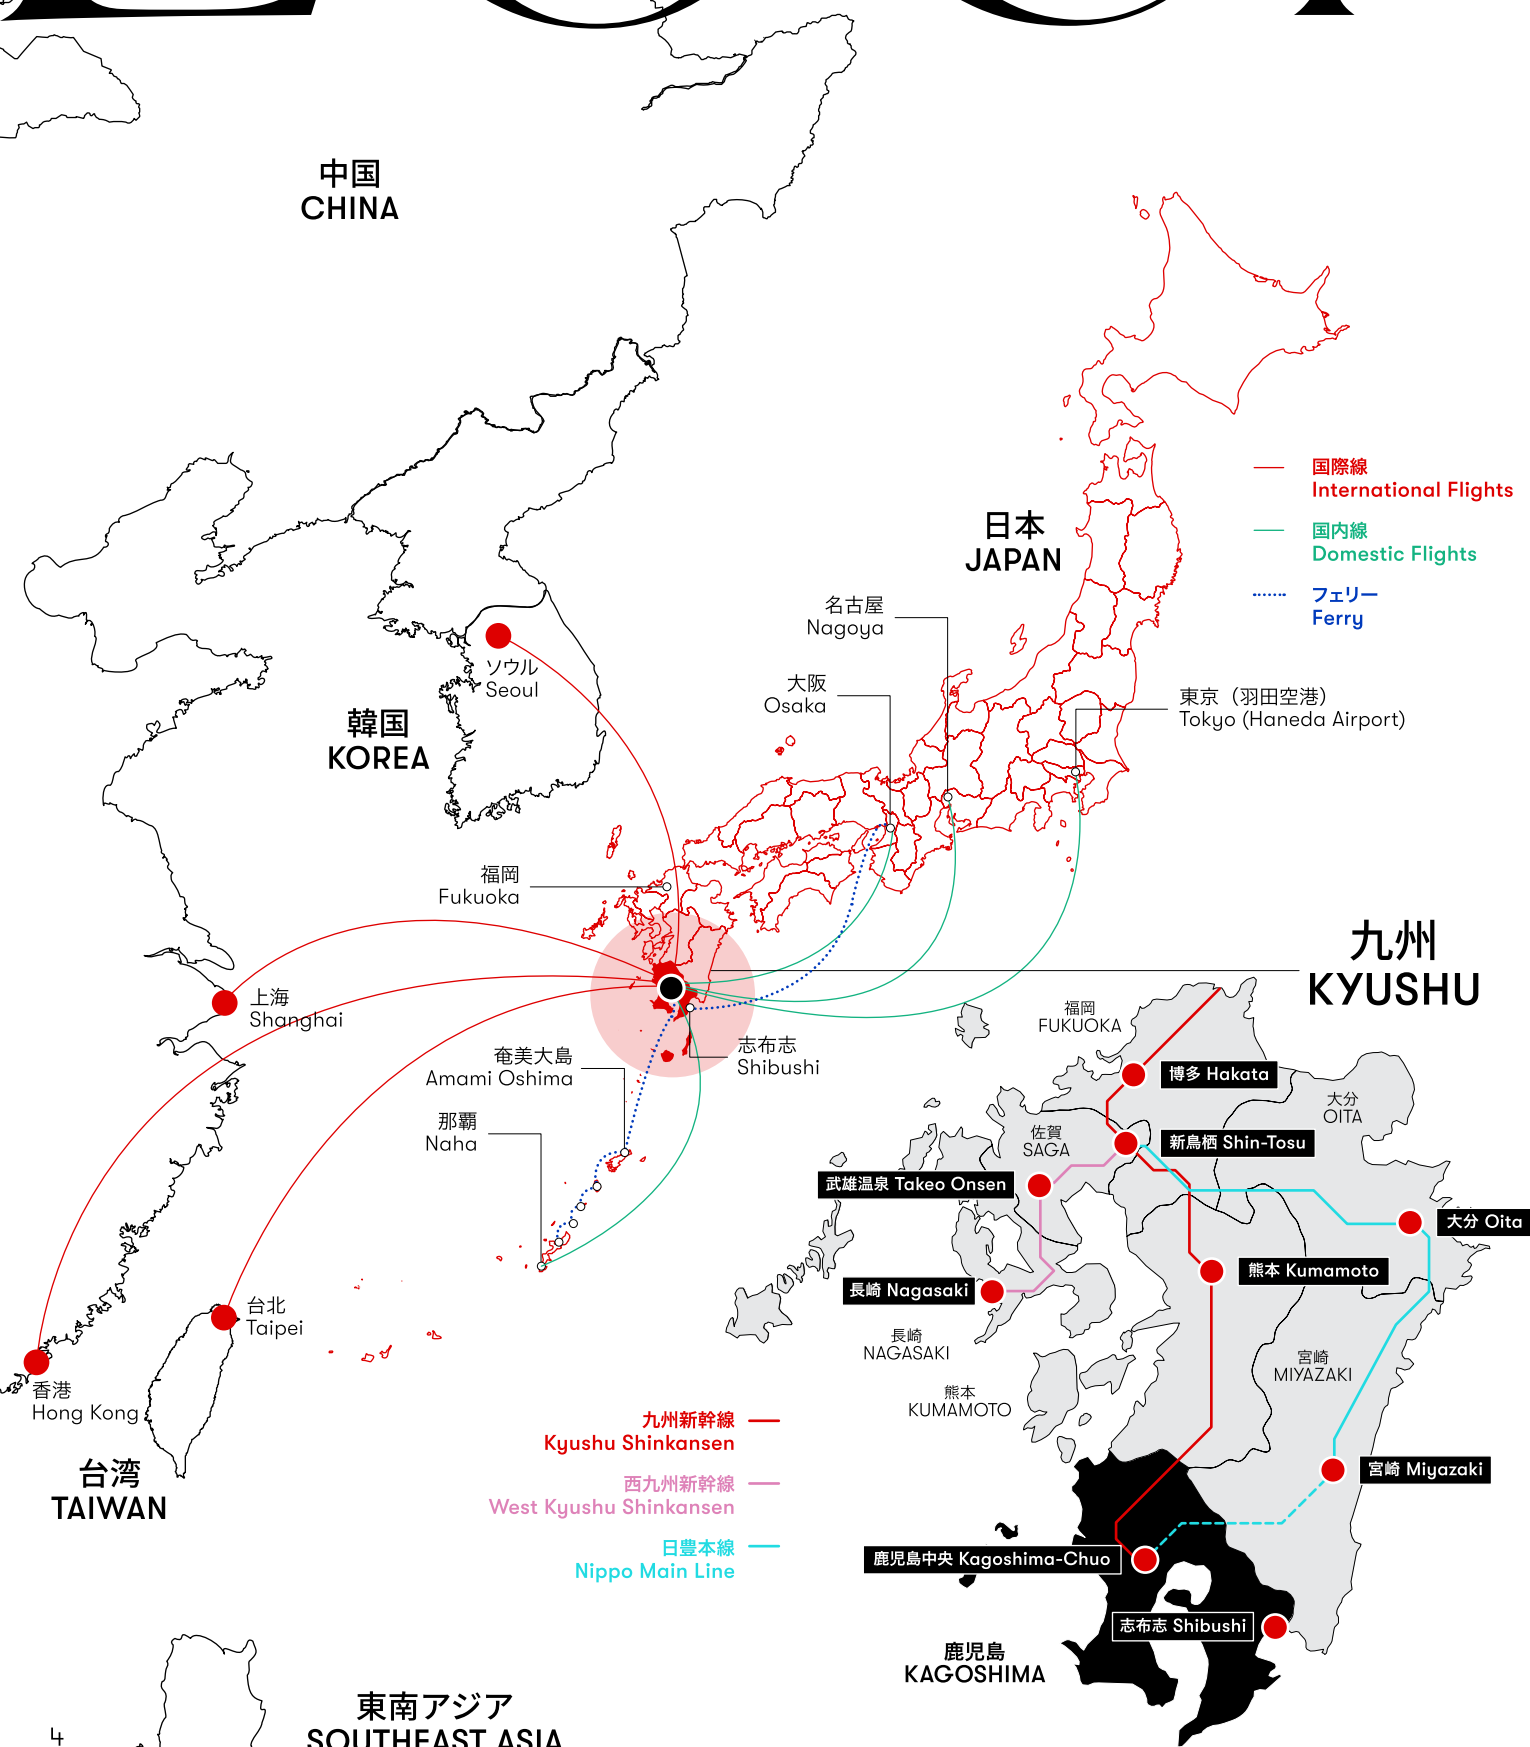 中国
CHINA
国際線
International Flights
日本
JAPAN
国内線
Domestic Flights
フェリー
Ferry
名古屋
Nagoya
ソウル
Seoul
大阪
Osaka
東京（羽田空港）
Tokyo (Haneda Airport)
韓国
KOREA
福岡
Fukuoka
九州
KYUSHU
上海
Shanghai
志布志
Shibushi
奄美大島
Amami Oshima
那覇
Naha
福岡
FUKUOKA
博多 Hakata
大分
OITA
佐賀
SAGA
新鳥栖 Shin-Tosu
武雄温泉 Takeo Onsen
大分 Oita
熊本 Kumamoto
長崎 Nagasaki
台北
Taipei
長崎
NAGASAKI
宮崎
MIYAZAKI
熊本
KUMAMOTO
香港
Hong Kong
台湾
TAIWAN
九州新幹線
Kyushu Shinkansen
西九州新幹線
West Kyushu Shinkansen
日豊本線
Nippo Main Line
宮崎 Miyazaki
鹿児島中央 Kagoshima-Chuo
志布志 Shibushi
鹿児島
KAGOSHIMA
東南アジア
SOUTHEAST ASIA
4